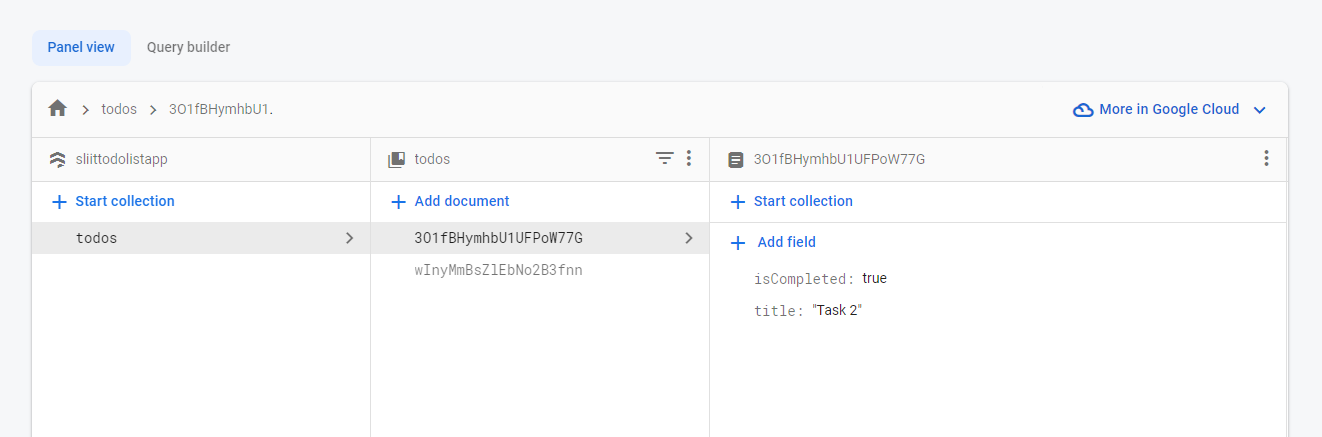 Panel view Query builder
todos 3O1fBHymhbU1. More in Google Cloud
sliittodolistapp todos 3O1fBHymhbU1UFPoW77G
Start collection Add document Start collection
todos 3O1fBHymhbU1UFPoW77G Add field
wInyMmBsZlEbNo2B3fnn
isCompleted: true
title: "Task 2"